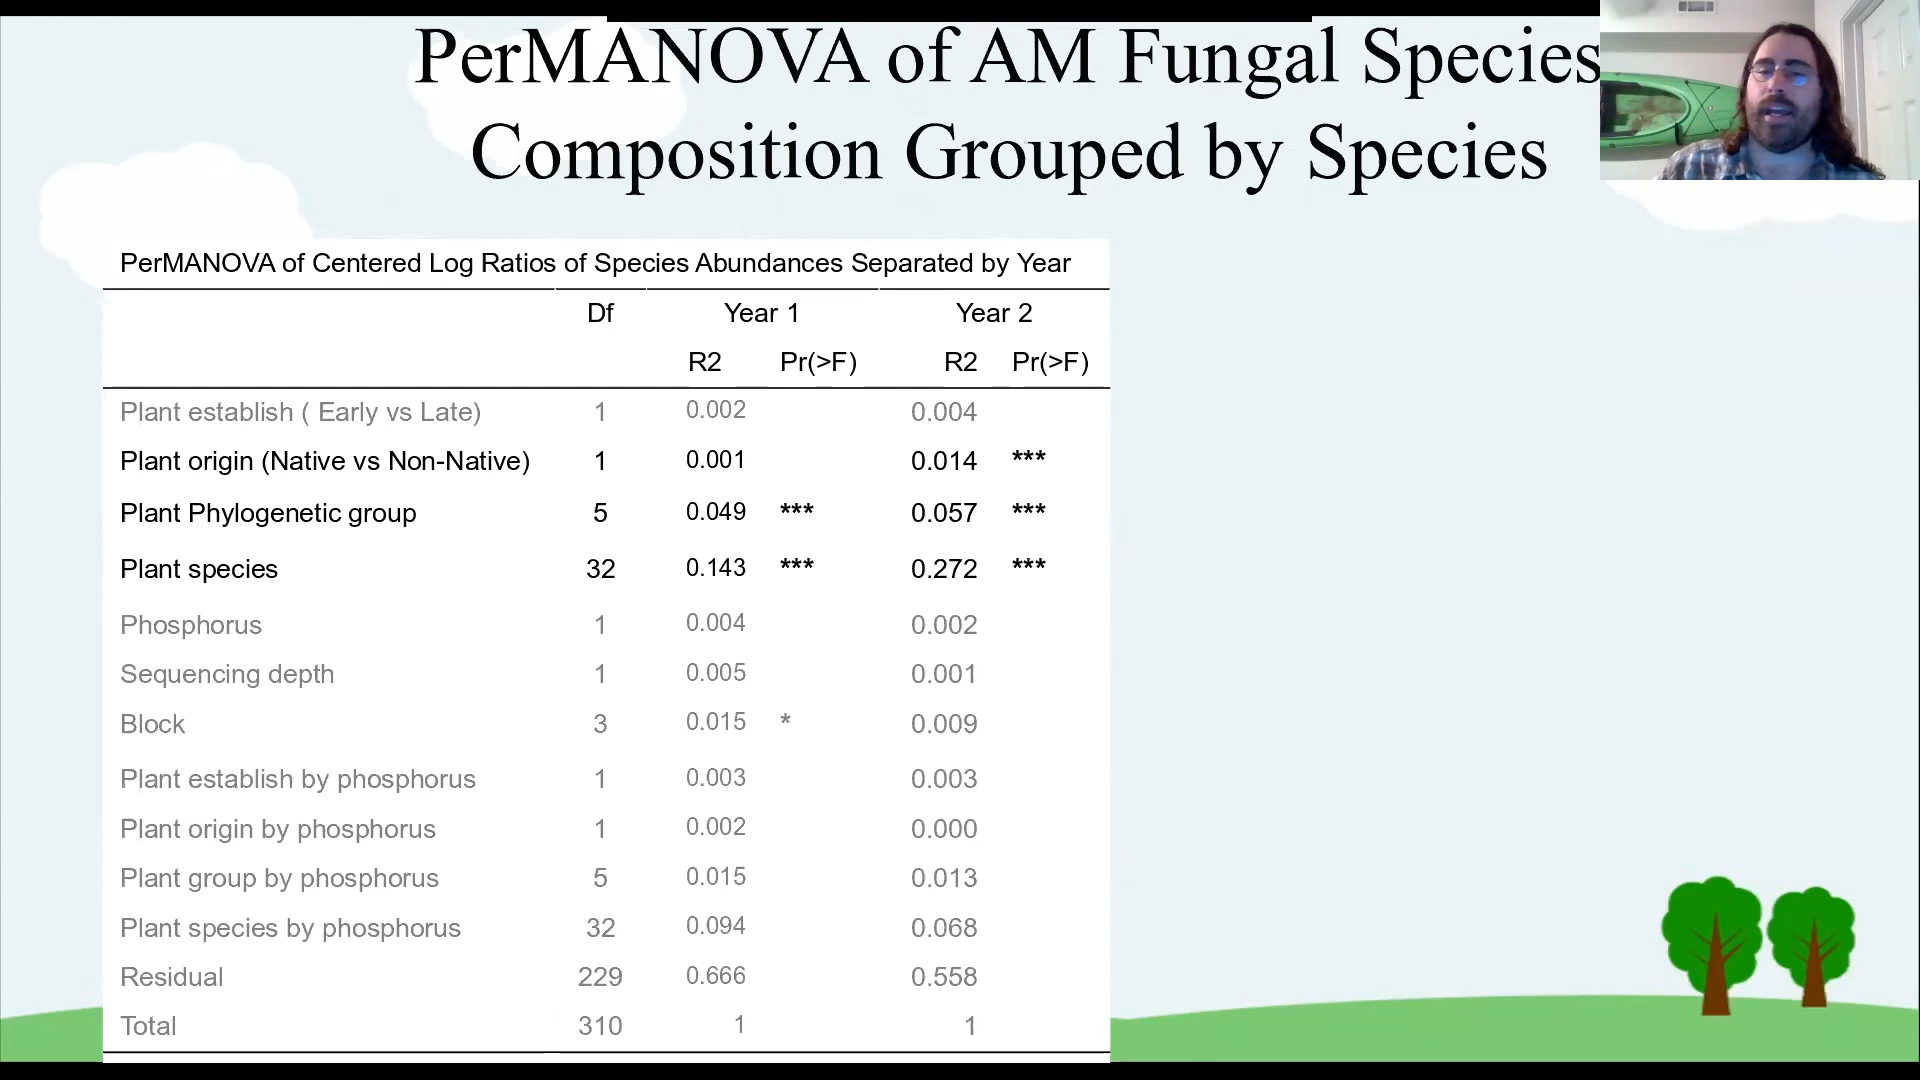 PerMANOVA of AM Fungal Species
Composition Grouped by Species
PerMANOVA of Centered Log Ratios of Species Abundances Separated by Year
Df Year 1 Year 2
R2 Pr(>F) R2 Pr(>F)
Plant establish ( Early vs Late) 1 0.002 0.004
Plant origin (Native vs Non-Native) 1 0.001 0.014 ***
Plant Phylogenetic group 5 0.049 *** 0.057 ***
Plant species 32 0.143 *** 0.272 ***
Phosphorus 1 0.004 0.002
Sequencing depth 1 0.005 0.001
Block 3 0.015 * 0.009
Plant establish by phosphorus 1 0.003 0.003
Plant origin by phosphorus 1 0.002 0.000
Plant group by phosphorus 5 0.015 0.013
Plant species by phosphorus 32 0.094 0.068
Residual 229 0.666 0.558
Total 310 1 1